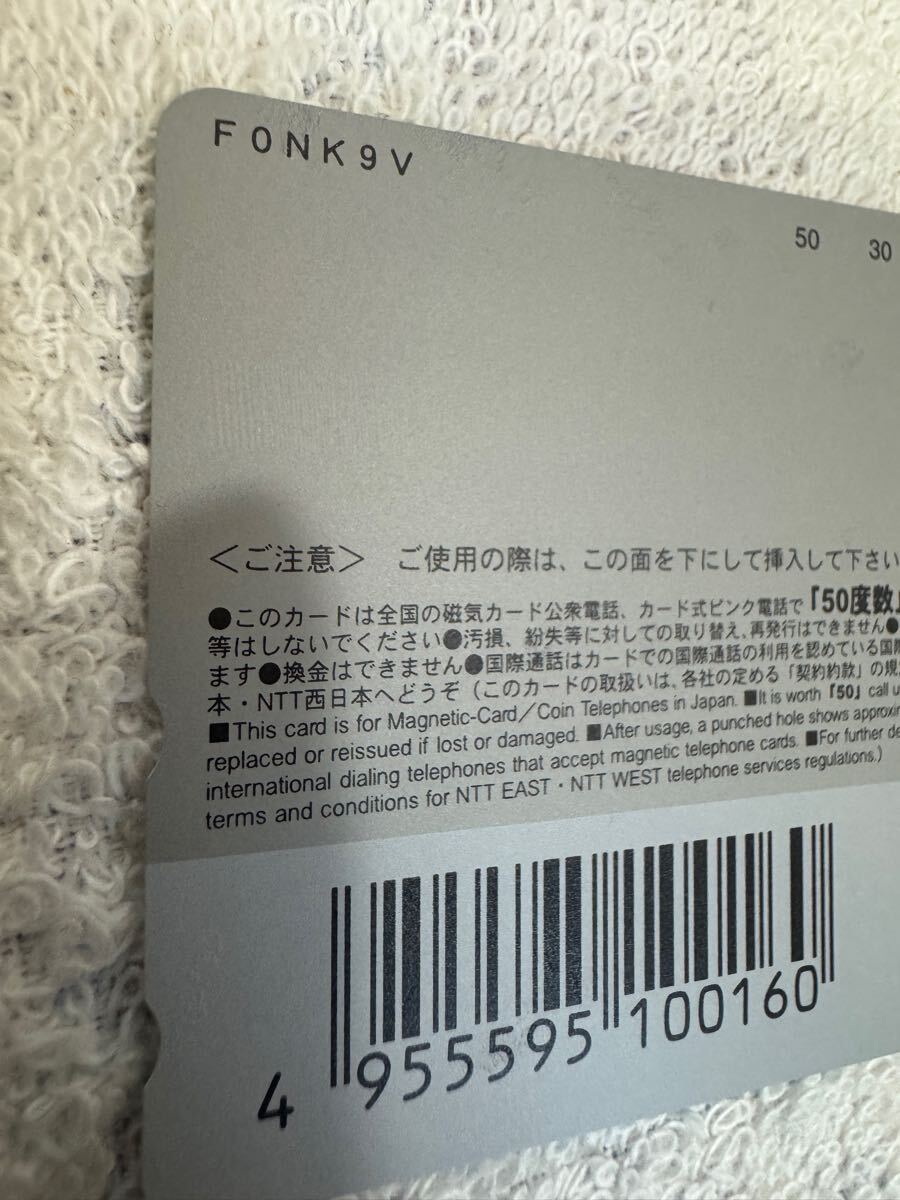 F0NK9V
50 30
＜ご注意＞ ご使用の際は、この面を下にして挿入して下さい
●このカードは全国の磁気カード公衆電話、カード式ピンク電話で「50度数」
等はしないでください●汚損、紛失等に対しての取り替え、再発行はできません●
ます●換金はできません●国際通話はカードでの国際通話の利用を認めている国際
本・NTT西日本へどうぞ（このカードの取扱いは、各社の定める「契約約款」の規
■This card is for Magnetic-Card／Coin Telephones in Japan. ■It is worth「50」call
replaced or reissued if lost or damaged. ■After usage, a punched hole shows
international dialing telephones that accept magnetic telephone cards. ■For further
terms and conditions for NTT EAST・NTT WEST telephone services regulations.)
4 955595 100160